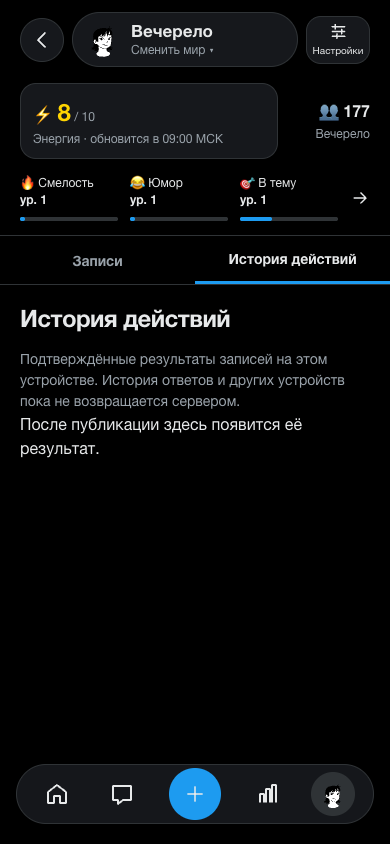 Вечерело
Сменить мир ▾
Настройки
⚡ 8 / 10
Энергия · обновится в 09:00 МСК
👥 177
Вечерело
🔥 Смелость
ур. 1
😂 Юмор
ур. 1
🎯 В тему
ур. 1
Записи
История действий
История действий
Подтверждённые результаты записей на этом
устройстве. История ответов и других устройств
пока не возвращается сервером.
После публикации здесь появится её
результат.